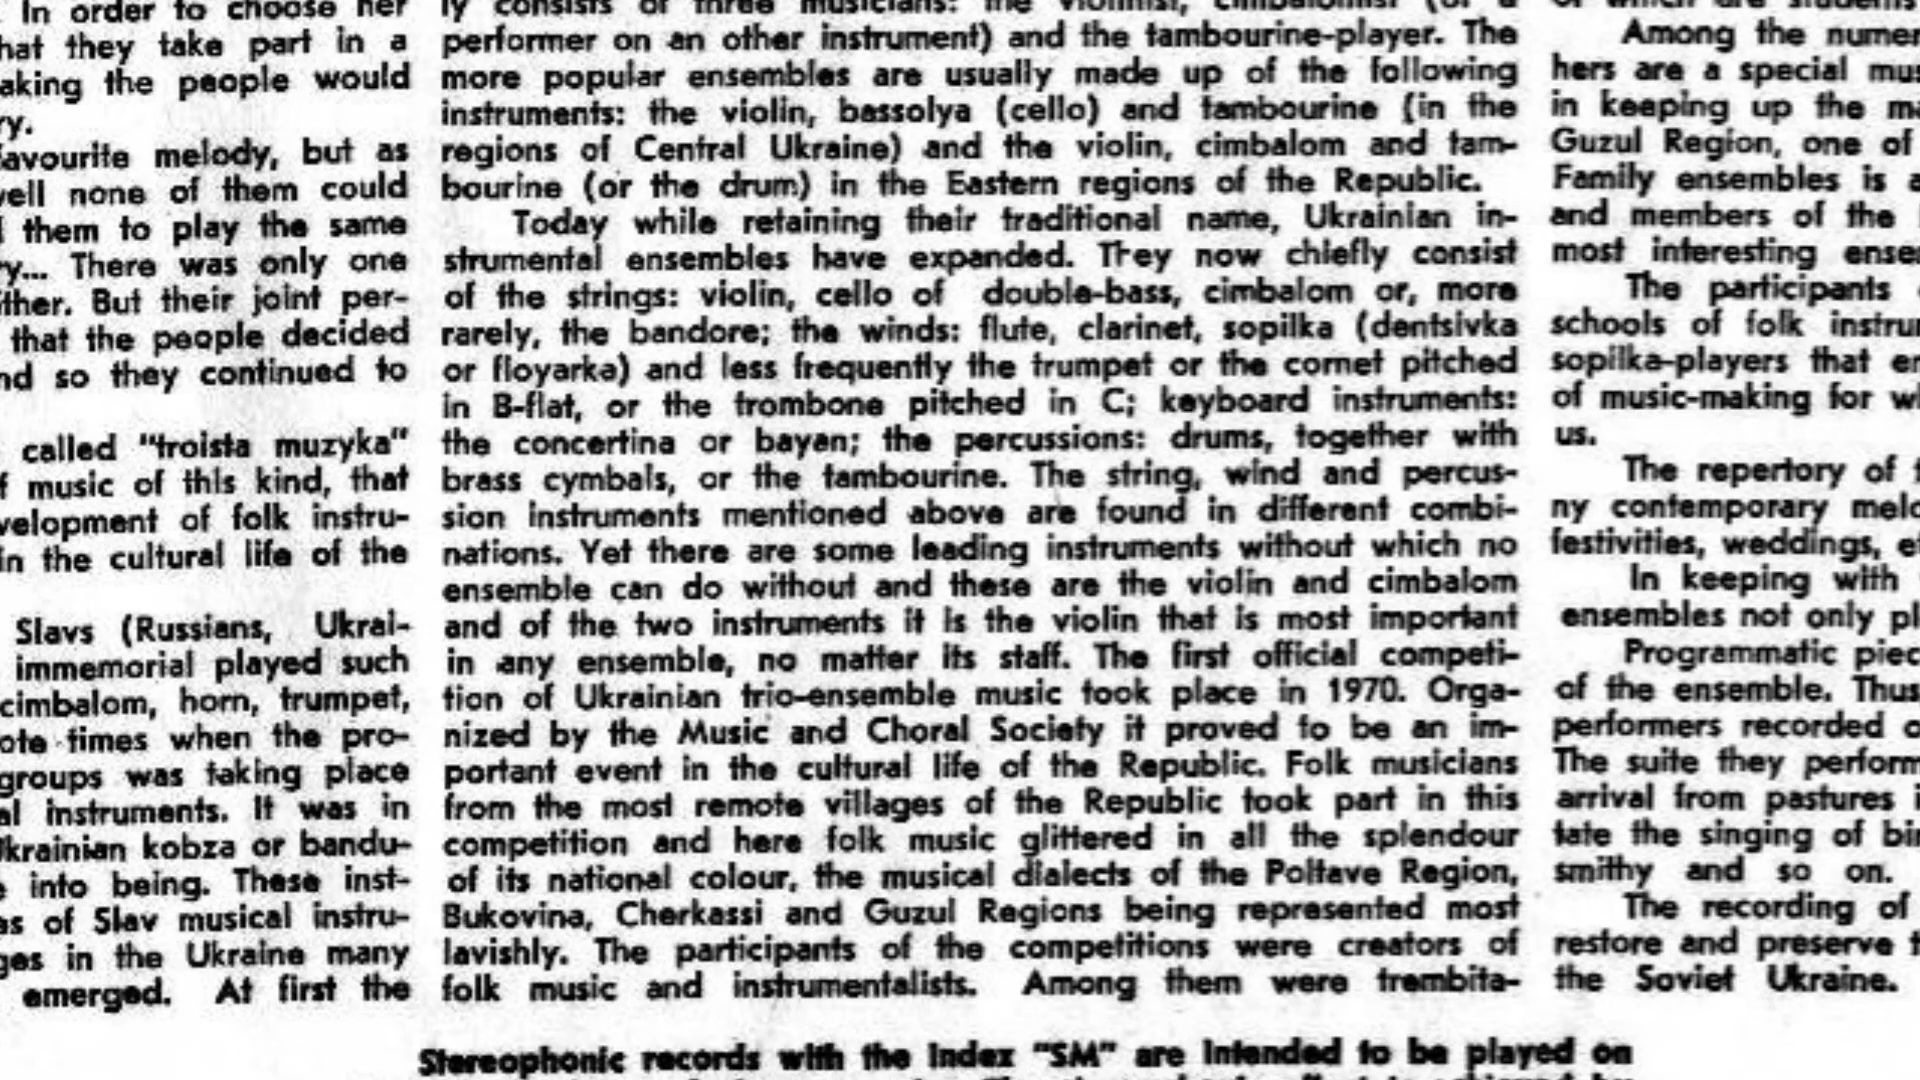 In order to choose her
hat they take part in a
aking the people would
ry.
favourite melody, but as
well none of them could
them to play the same
ry... There was only one
ther. But their joint per-
that the people decided
nd so they continued to
called "troista muzyka"
f music of this kind, that
velopment of folk instru-
in the cultural life of the
Slavs (Russians, Ukrai-
immemorial played such
cimbalom, horn, trumpet,
ote times when the pro-
groups was taking place
al instruments. It was in
Ukrainian kobza or bandu-
e into being. These inst-
as of Slav musical instru-
ges in the Ukraine many
emerged. At first the
ly consists of three musicians: the violinist, cimbalomist (or a
performer on an other instrument) and the tambourine-player. The
more popular ensembles are usually made up of the following
instruments: the violin, bassolya (cello) and tambourine (in the
regions of Central Ukraine) and the violin, cimbalom and tam-
bourine (or the drum) in the Eastern regions of the Republic.
Today while retaining their traditional name, Ukrainian in-
strumental ensembles have expanded. They now chiefly consist
of the strings: violin, cello of double-bass, cimbalom or, more
rarely, the bandore; the winds: flute, clarinet, sopilka (dentsivka
or floyarka) and less frequently the trumpet or the cornet pitched
in B-flat, or the trombone pitched in C; keyboard instruments:
the concertina or bayan; the percussions: drums, together with
brass cymbals, or the tambourine. The string, wind and percus-
sion instruments mentioned above are found in different combi-
nations. Yet there are some leading instruments without which no
ensemble can do without and these are the violin and cimbalom
and of the two instruments it is the violin that is most important
in any ensemble, no matter its staff. The first official competi-
tion of Ukrainian trio-ensemble music took place in 1970. Orga-
nized by the Music and Choral Society it proved to be an im-
portant event in the cultural life of the Republic. Folk musicians
from the most remote villages of the Republic took part in this
competition and here folk music glittered in all the splendour
of its national colour, the musical dialects of the Poltave Region,
Bukovina, Cherkassi and Guzul Regions being represented most
lavishly. The participants of the competitions were creators of
folk music and instrumentalists. Among them were trembita-
of which are students
Among the numer
hers are a special mus
in keeping up the ma
Guzul Region, one of
Family ensembles is a
and members of the
most interesting ense
The participants
schools of folk instru
sopilka-players that en
of music-making for wh
us.
The repertory of f
ny contemporary melo
festivities, weddings, et
In keeping with
ensembles not only pl
Programmatic piec
of the ensemble. Thus
performers recorded o
The suite they perform
arrival from pastures i
tate the singing of bir
smithy and so on.
The recording of
restore and preserve t
the Soviet Ukraine.
Stereophonic records with the index "SM" are intended to be played on